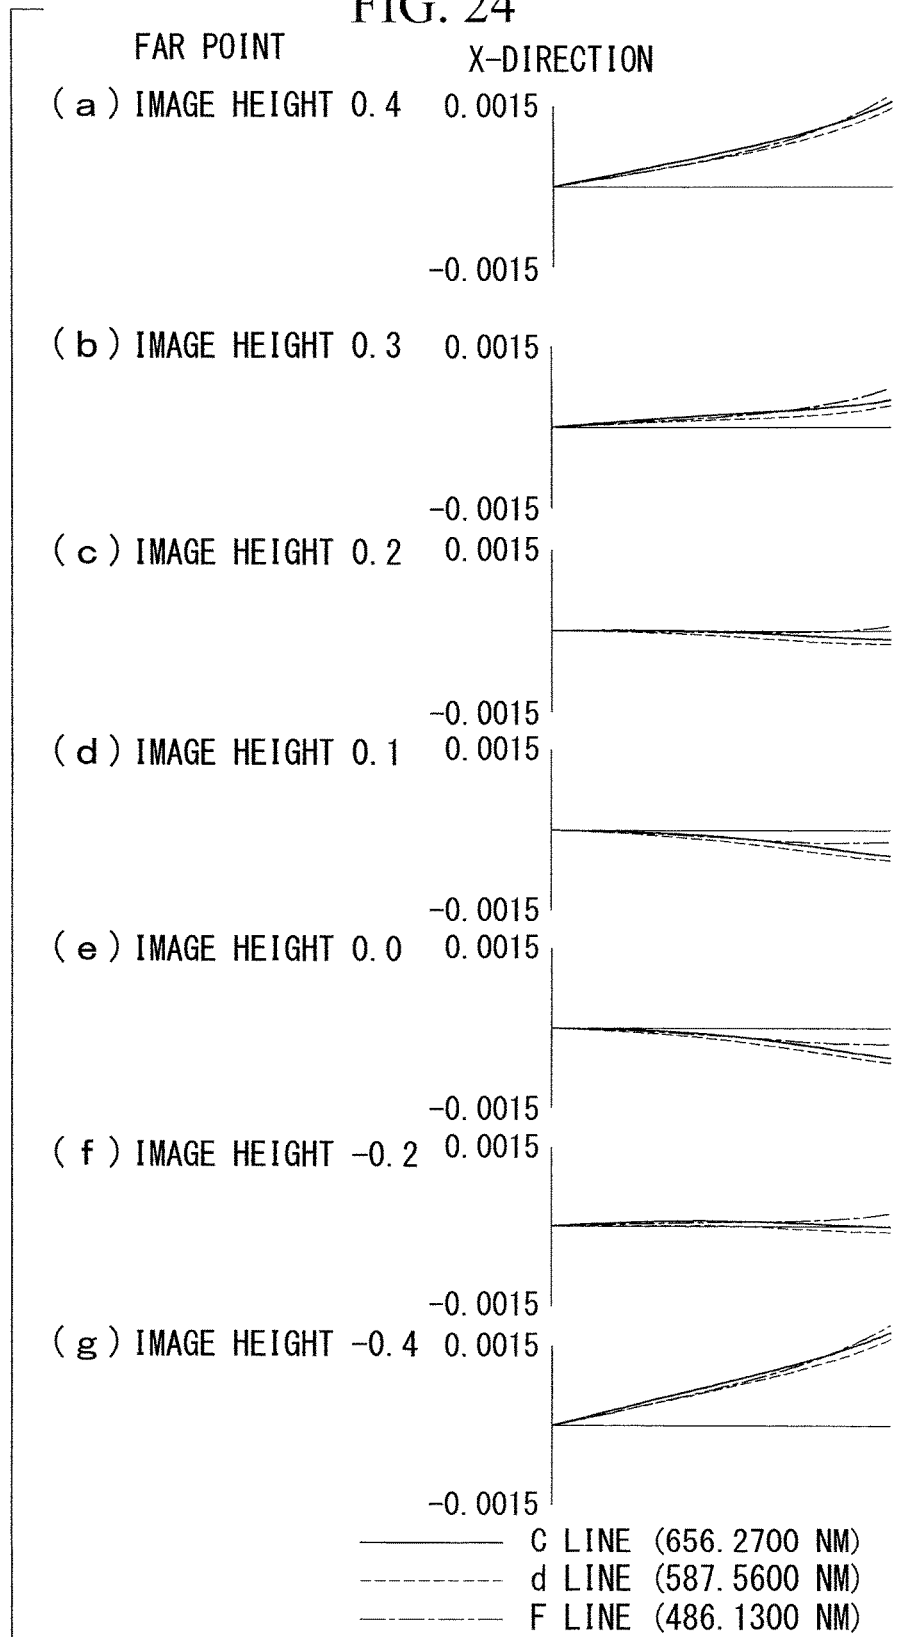 FIG. 24
FAR POINT
X-DIRECTION
(a) IMAGE HEIGHT 0.4 0.0015
-0.0015
(b) IMAGE HEIGHT 0.3 0.0015
-0.0015
(c) IMAGE HEIGHT 0.2 0.0015
-0.0015
(d) IMAGE HEIGHT 0.1 0.0015
-0.0015
(e) IMAGE HEIGHT 0.0 0.0015
-0.0015
(f) IMAGE HEIGHT -0.2 0.0015
-0.0015
(g) IMAGE HEIGHT -0.4 0.0015
-0.0015
C LINE (656.2700 NM)
d LINE (587.5600 NM)
F LINE (486.1300 NM)